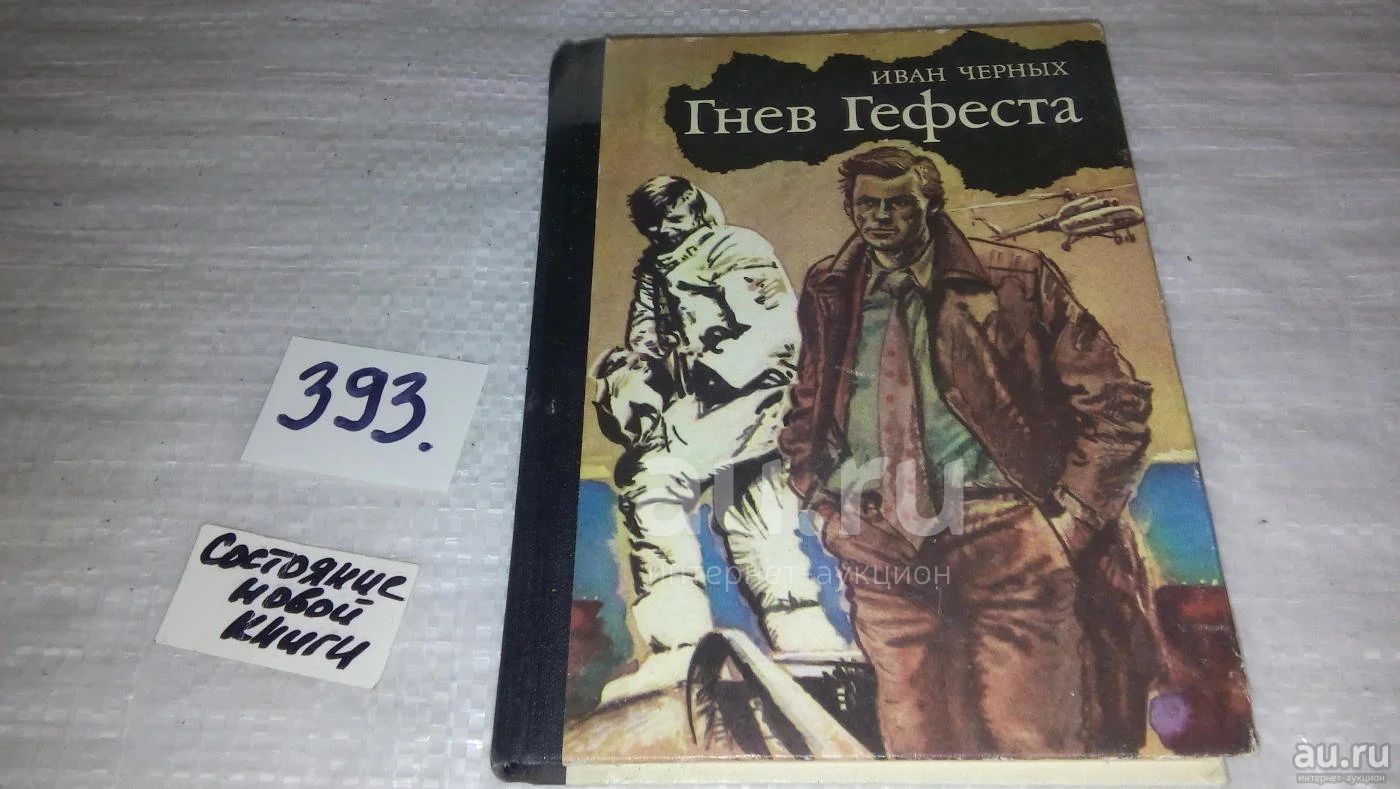 ИВАН ЧЕРНЫХ
Гнев Гефеста
393.
Состояние
новой
книги
au.ru
интернет-аукцион
au.ru
интернет-аукцион